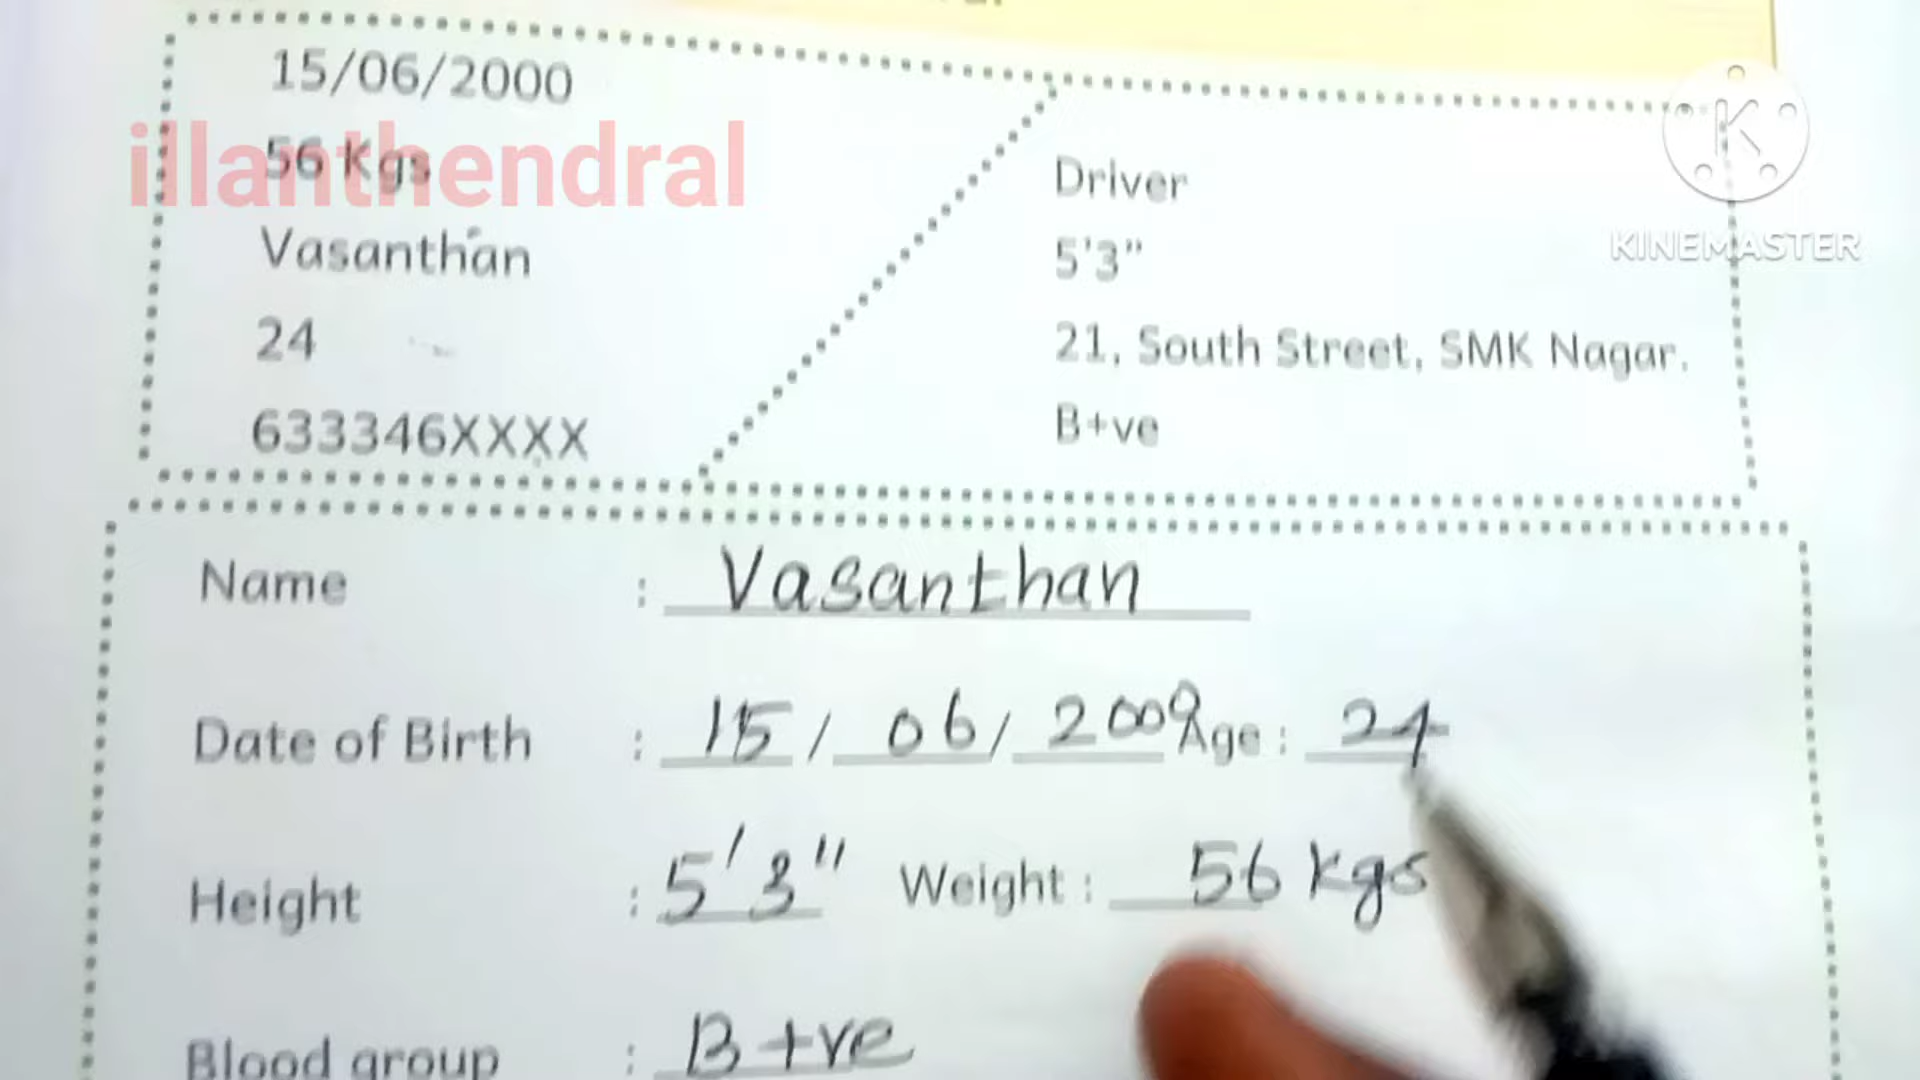 15/06/2000
56 Kgs
illanthendral
Vasanthan
24
633346XXXX
Driver
5'3"
21, South Street, SMK Nagar.
B+ve
K
KINEMASTER
Name : Vasanthan
Date of Birth : 15 / 06 / 2000 Age : 24
Height : 5'3" Weight : 56 kgs
Blood group : B+ve